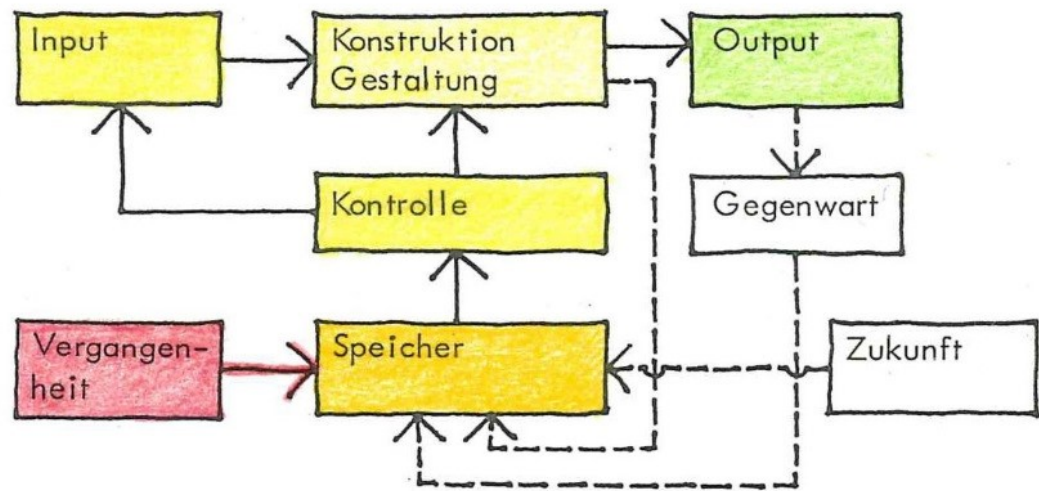 Input
Konstruktion
Gestaltung
Output
Kontrolle
Gegenwart
Vergangen-
heit
Speicher
Zukunft